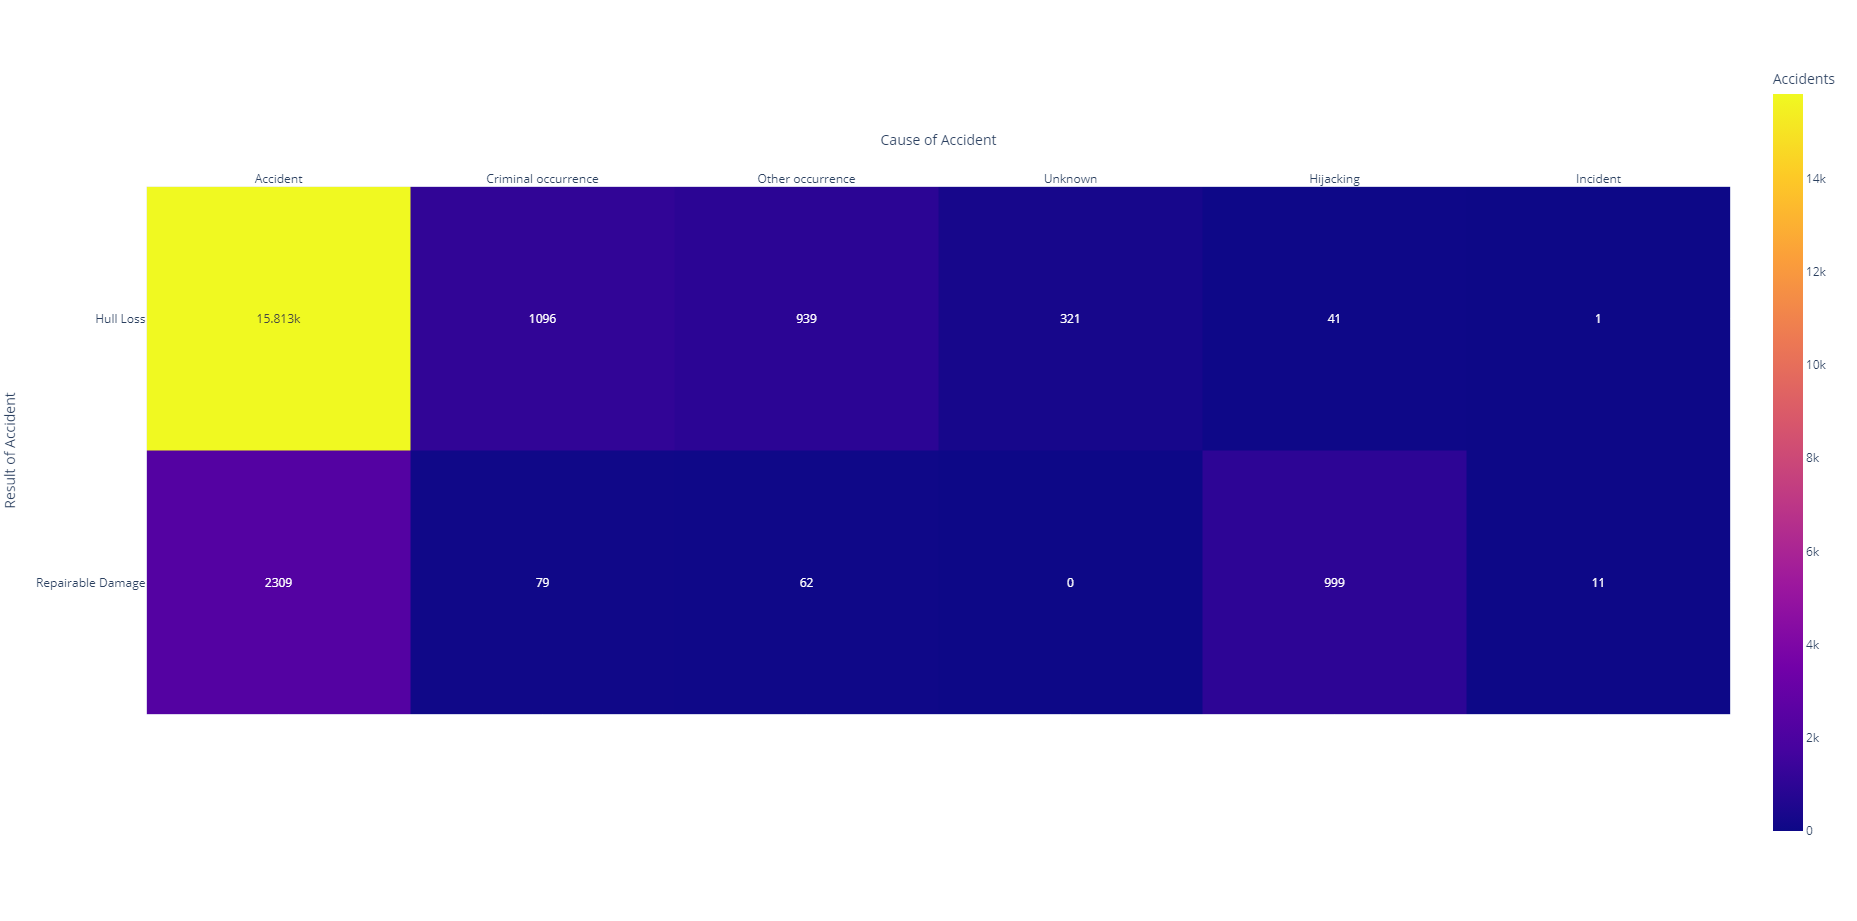 Accidents
Cause of Accident
Accident Criminal occurrence Other occurrence Unknown Hijacking Incident
14k
12k
Hull Loss 15.813k 1096 939 321 41 1
10k
Result of Accident
8k
6k
Repairable Damage 2309 79 62 0 999 11
4k
2k
0